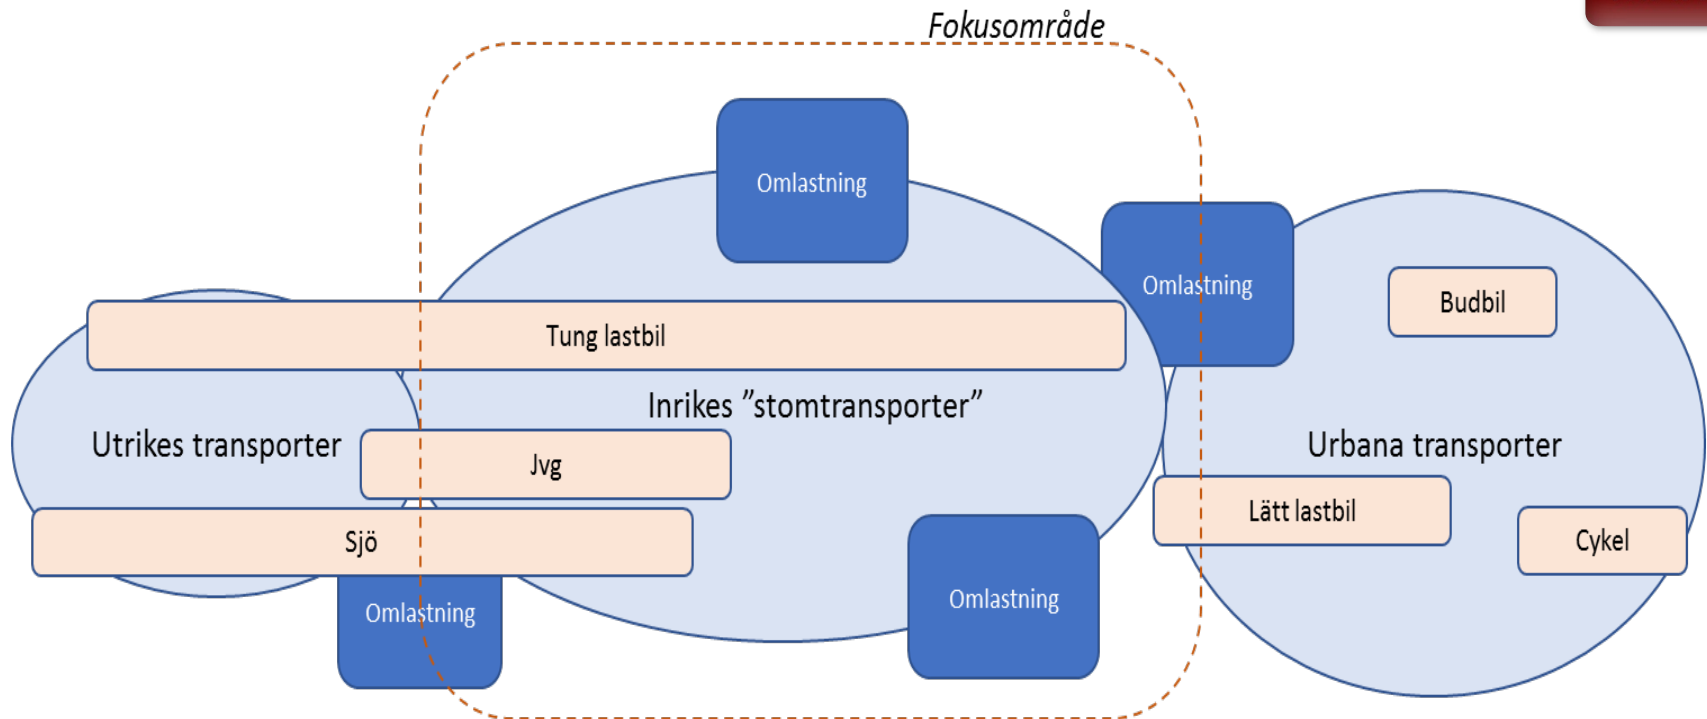 Fokusområde
Omlastning
Omlastning
Budbil
Tung lastbil
Inrikes ”stomtransporter”
Utrikes transporter
Urbana transporter
Jvg
Lätt lastbil
Sjö
Cykel
Omlastning
Omlastning